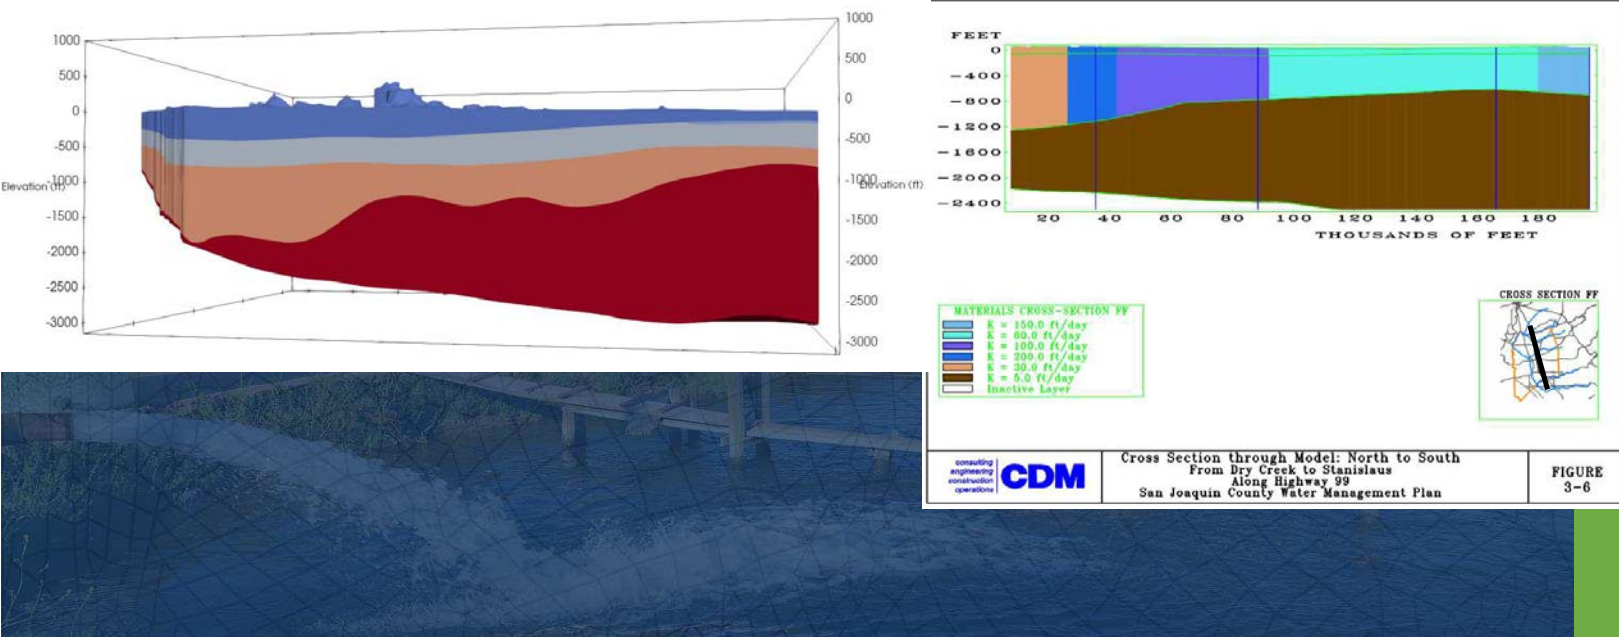 1000
500
0
-500
-1000
-1500
-2000
-2500
-3000
Elevation (ft)
1000
500
0
-500
-1000
-1500
-2000
-2500
-3000
Elevation (ft)
FEET
0
-400
-800
-1200
-1600
-2000
-2400
20 40 60 80 100 120 140 160 180
THOUSANDS OF FEET
MATERIALS CROSS-SECTION FF
K = 150.0 ft/day
K = 60.0 ft/day
K = 100.0 ft/day
K = 200.0 ft/day
K = 30.0 ft/day
K = 5.0 ft/day
Inactive Layer
CROSS SECTION FF
consulting
engineering
construction
operations
CDM
Cross Section through Model: North to South
From Dry Creek to Stanislaus
Along Highway 99
San Joaquin County Water Management Plan
FIGURE
3-6